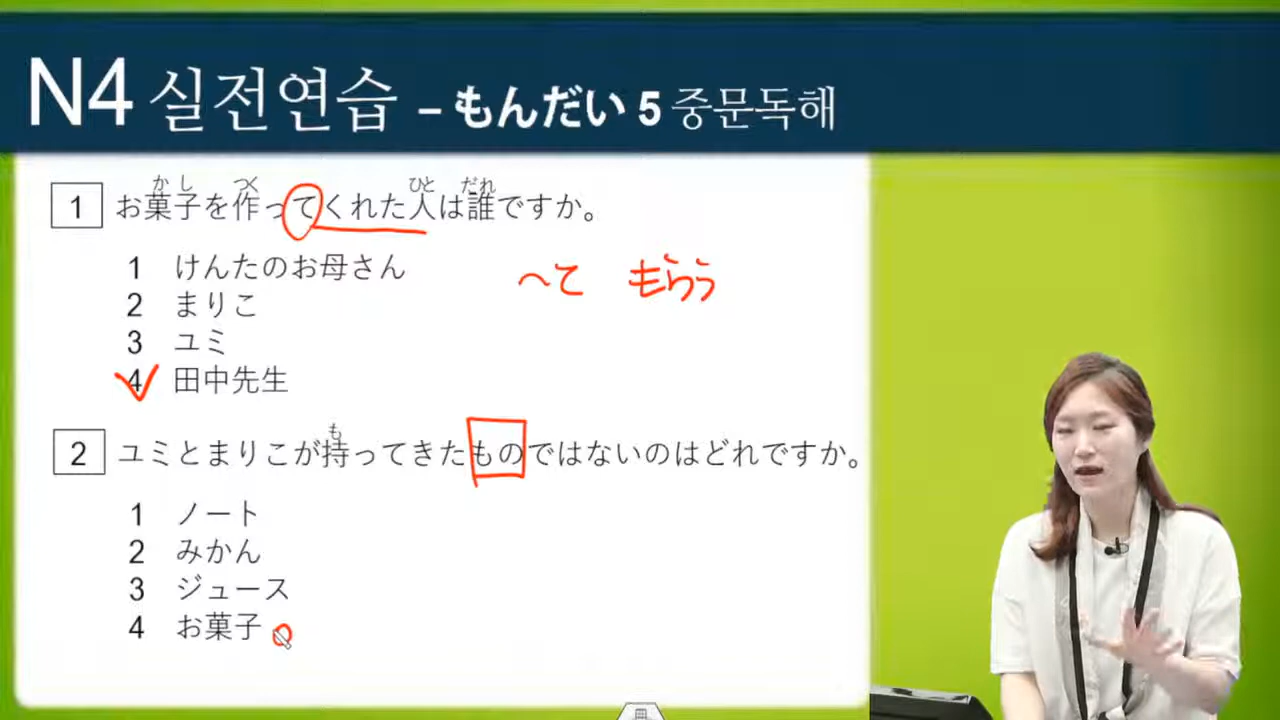 N4 실전연습 – もんだい 5 중문독해
1 お菓子を作ってくれた人は誰ですか。
かし つく ひと だれ
1 けんたのお母さん
2 まりこ
3 ユミ
4 田中先生
〜て もらう
2 ユミとまりこが持ってきたものではないのはどれですか。
も
1 ノート
2 みかん
3 ジュース
4 お菓子